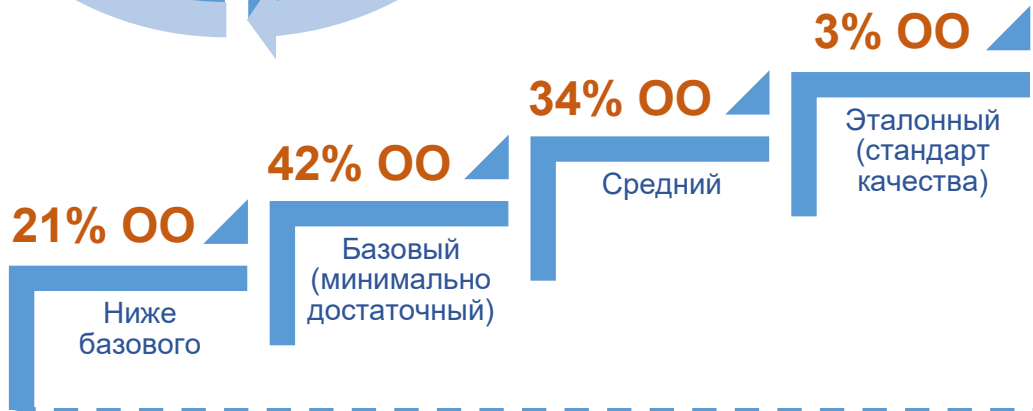 21% ОО
Ниже
базового
42% ОО
Базовый
(минимально
достаточный)
34% ОО
Средний
3% ОО
Эталонный
(стандарт
качества)